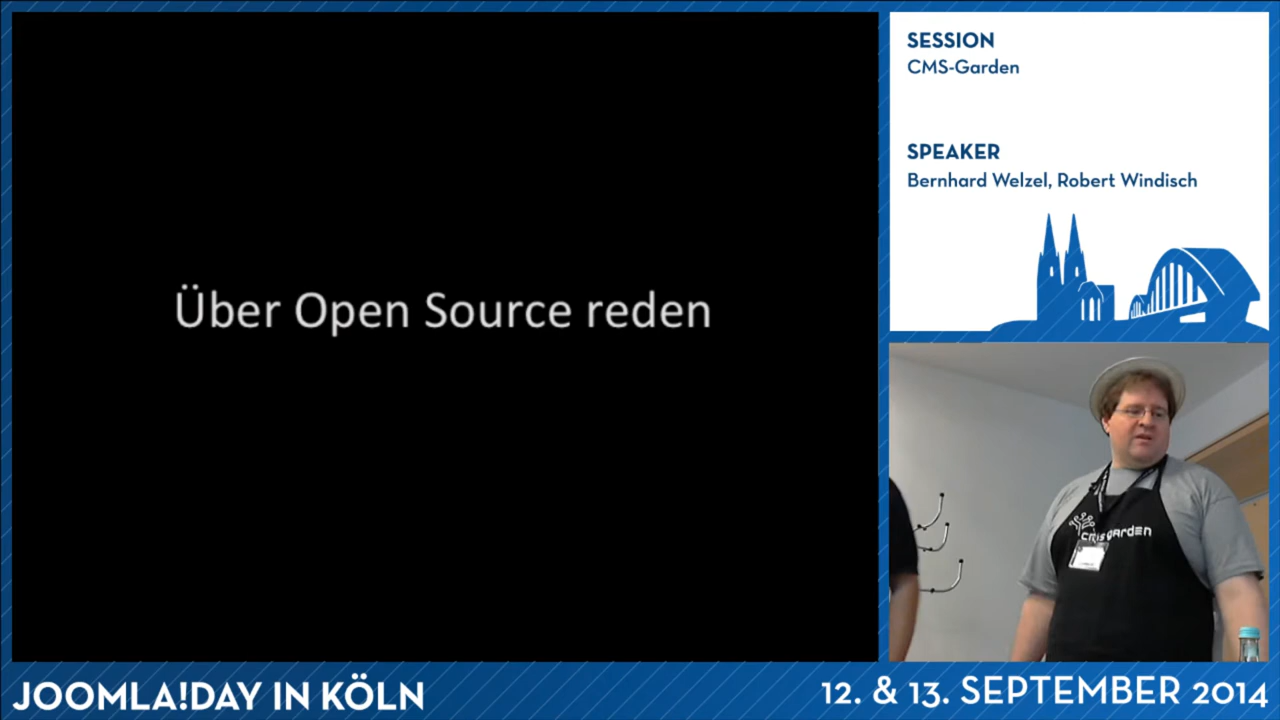 Über Open Source reden
SESSION
CMS-Garden
SPEAKER
Bernhard Welzel, Robert Windisch
cms garden
JOOMLA!DAY IN KÖLN
12. & 13. SEPTEMBER 2014